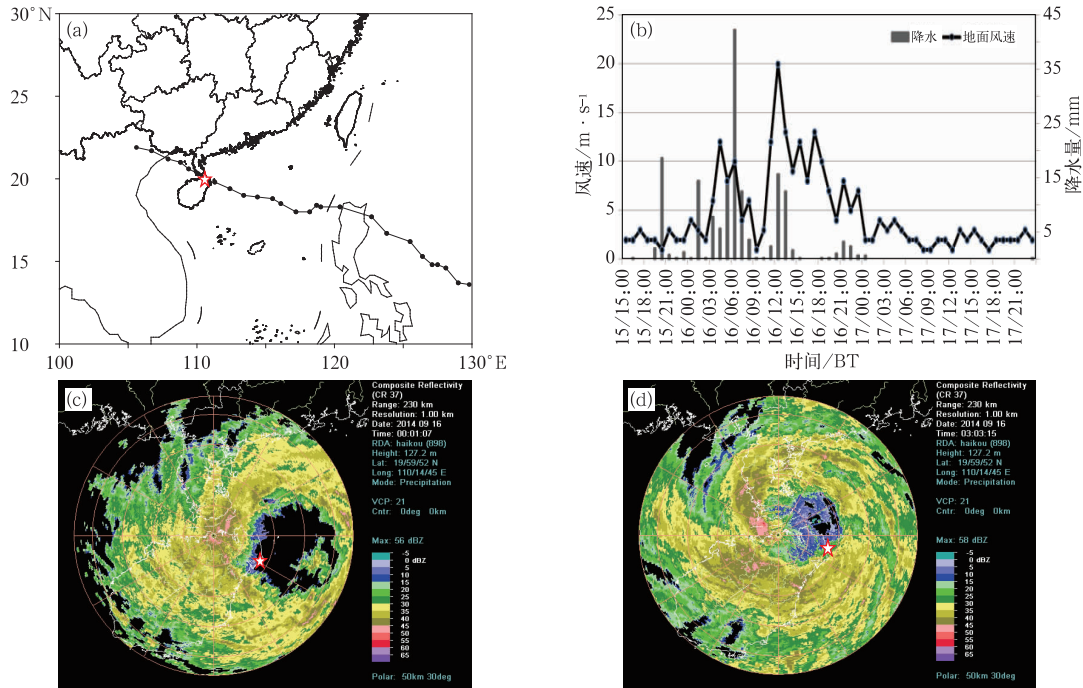 (a)
30°N
25
20
15
10
100
110
120
130°E
(b)
25
20
15
10
5
0
风速/m·s⁻¹
45
35
25
15
5
降水量/mm
降水
地面风速
15/15:00
15/18:00
15/21:00
16/00:00
16/03:00
16/06:00
16/09:00
16/12:00
16/15:00
16/18:00
16/21:00
17/00:00
17/03:00
17/06:00
17/09:00
17/12:00
17/15:00
17/18:00
17/21:00
时间/BT
(c)
Composite Reflectivity
(CR 37)
Range: 230 km
Resolution: 1.00 km
Date: 2014 09 16
Time: 00:01:07
RDA: haikou (898)
Height: 127.2 m
Lat: 19/59/52 N
Long: 110/14/45 E
Mode: Precipitation
VCP: 21
Cntr: 0deg 0km
Max: 56 dBZ
-5
0 dBZ
5
10
15
20
25
30
35
40
45
50
55
60
65
Polar: 50km 30deg
(d)
Composite Reflectivity
(CR 37)
Range: 230 km
Resolution: 1.00 km
Date: 2014 09 16
Time: 03:03:15
RDA: haikou (898)
Height: 127.2 m
Lat: 19/59/52 N
Long: 110/14/45 E
Mode: Precipitation
VCP: 21
Cntr: 0deg 0km
Max: 58 dBZ
-5
0 dBZ
5
10
15
20
25
30
35
40
45
50
55
60
65
Polar: 50km 30deg